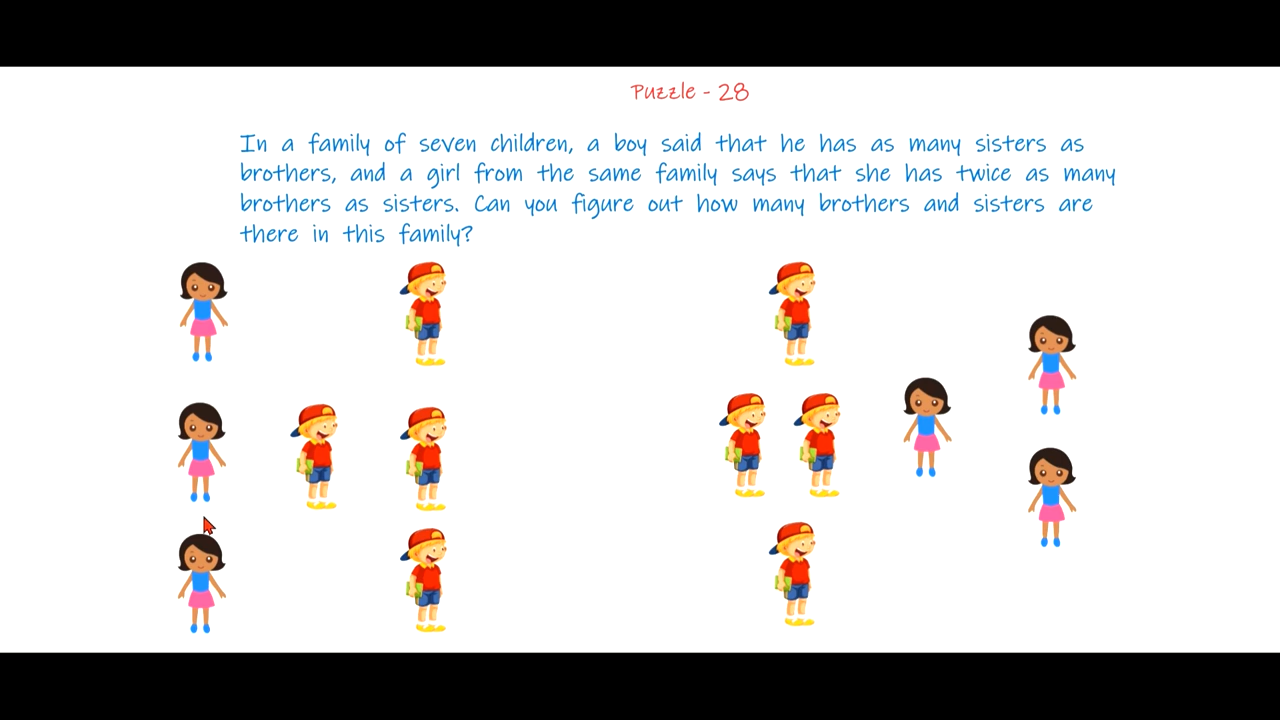 Puzzle - 28
In a family of seven children, a boy said that he has as many sisters as
brothers, and a girl from the same family says that she has twice as many
brothers as sisters. Can you figure out how many brothers and sisters are
there in this family?